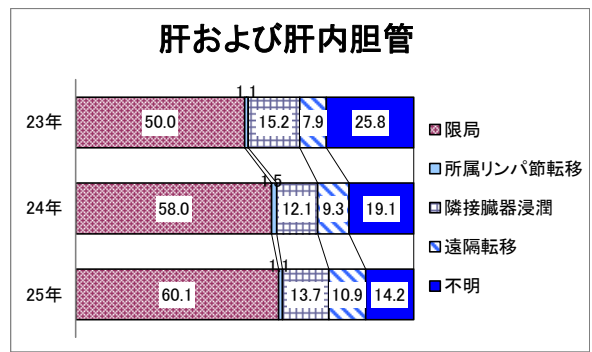 肝および肝内胆管
23年 50.0 1.1 15.2 7.9 25.8
24年 58.0 1.5 12.1 9.3 19.1
25年 60.1 1.1 13.7 10.9 14.2
限局
所属リンパ節転移
隣接臓器浸潤
遠隔転移
不明